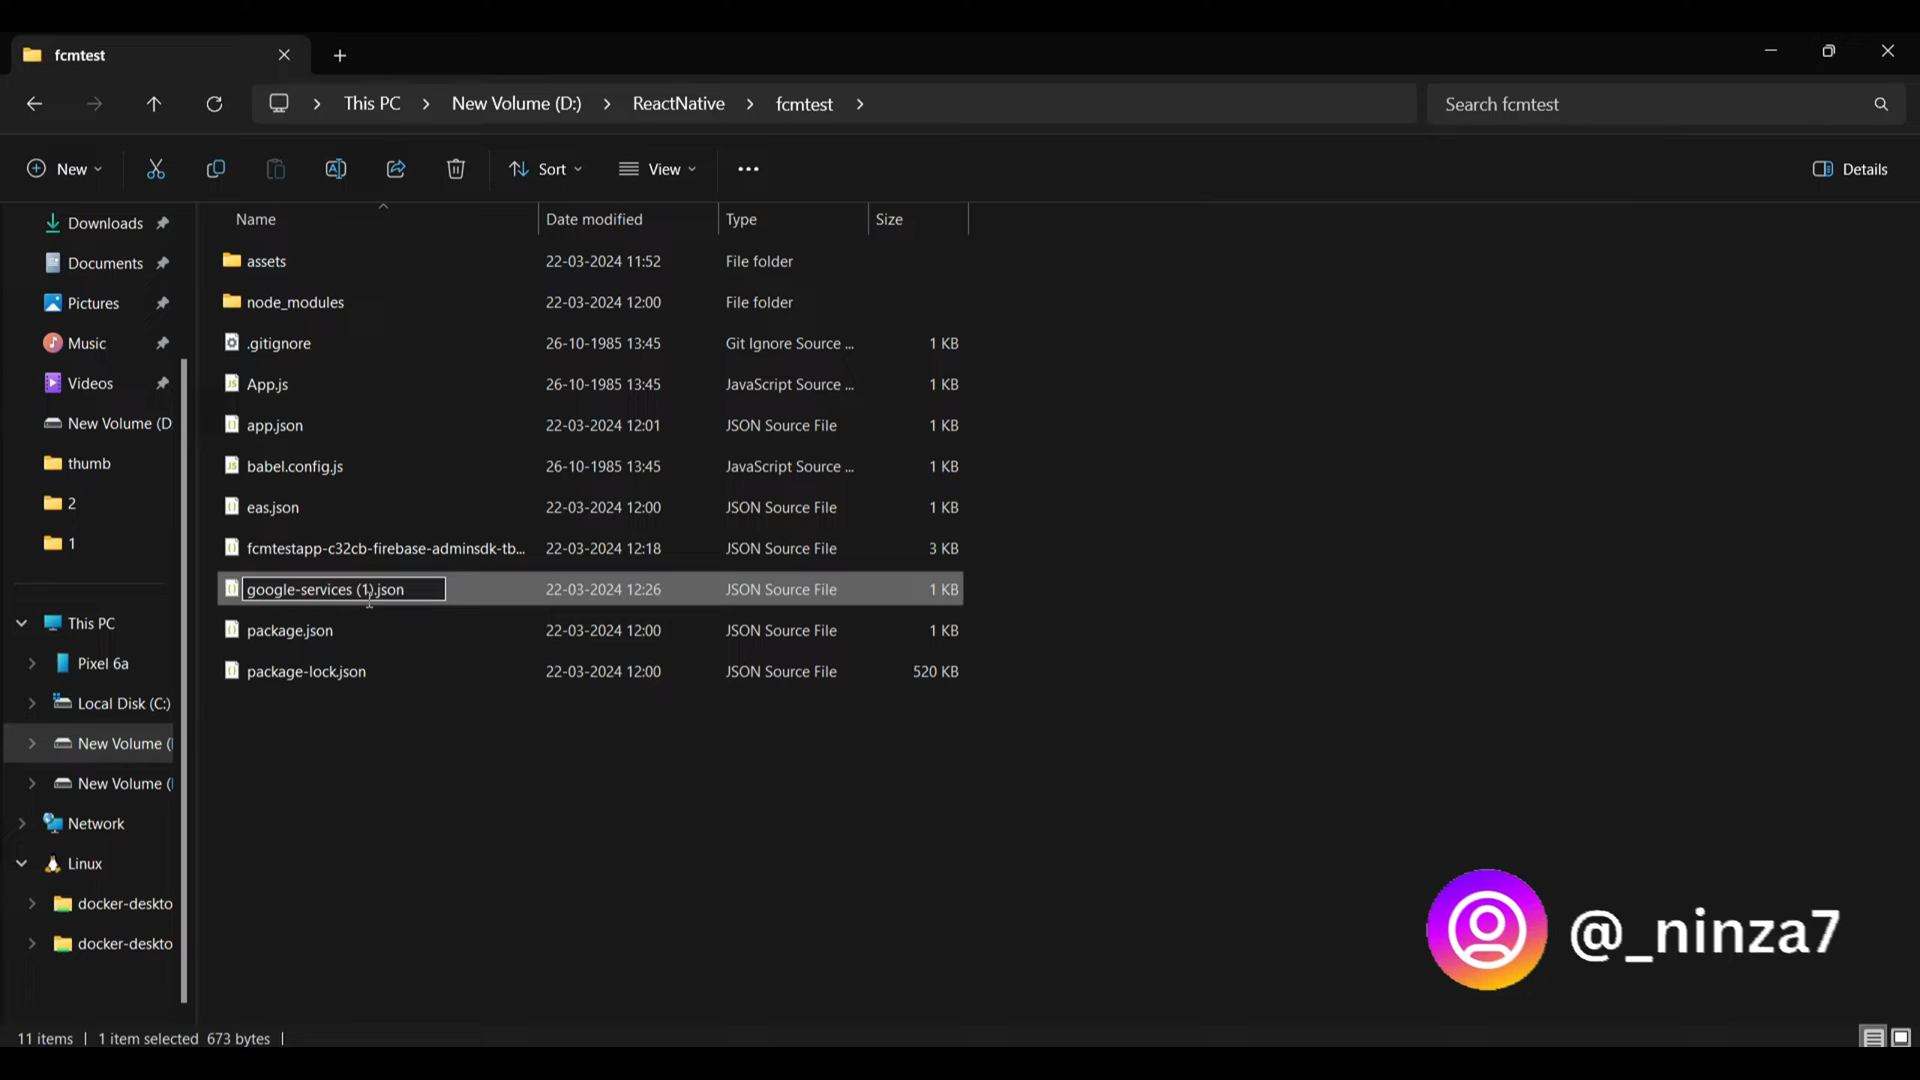 fcmtest
This PC
New Volume (D:)
ReactNative
fcmtest
Search fcmtest
New
Sort
View
Details
Name
Date modified
Type
Size
Downloads
Documents
Pictures
Music
Videos
New Volume (D
thumb
2
1
This PC
Pixel 6a
Local Disk (C:)
New Volume (
New Volume (
Network
Linux
docker-deskto
docker-deskto
assets 22-03-2024 11:52 File folder
node_modules 22-03-2024 12:00 File folder
.gitignore 26-10-1985 13:45 Git Ignore Source ... 1 KB
App.js 26-10-1985 13:45 JavaScript Source ... 1 KB
app.json 22-03-2024 12:01 JSON Source File 1 KB
babel.config.js 26-10-1985 13:45 JavaScript Source ... 1 KB
eas.json 22-03-2024 12:00 JSON Source File 1 KB
fcmtestapp-c32cb-firebase-adminsdk-tb... 22-03-2024 12:18 JSON Source File 3 KB
google-services (1).json 22-03-2024 12:26 JSON Source File 1 KB
package.json 22-03-2024 12:00 JSON Source File 1 KB
package-lock.json 22-03-2024 12:00 JSON Source File 520 KB
@_ninza7
11 items | 1 item selected 673 bytes |